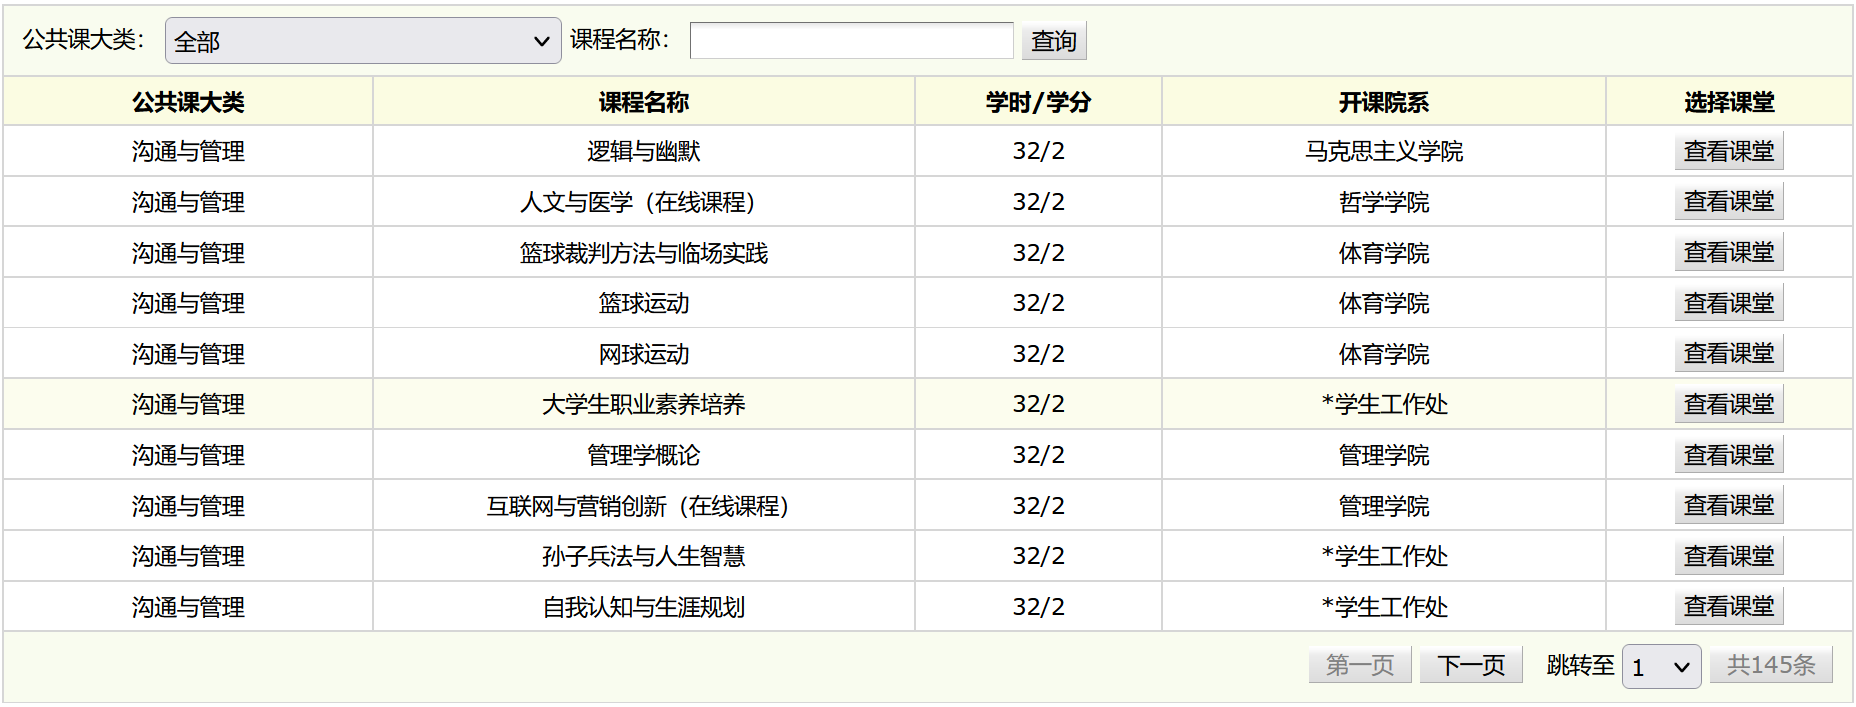 公共课大类： 全部 课程名称： 查询
公共课大类 课程名称 学时/学分 开课院系 选择课堂
沟通与管理 逻辑与幽默 32/2 马克思主义学院 查看课堂
沟通与管理 人文与医学（在线课程） 32/2 哲学学院 查看课堂
沟通与管理 篮球裁判方法与临场实践 32/2 体育学院 查看课堂
沟通与管理 篮球运动 32/2 体育学院 查看课堂
沟通与管理 网球运动 32/2 体育学院 查看课堂
沟通与管理 大学生职业素养培养 32/2 *学生工作处 查看课堂
沟通与管理 管理学概论 32/2 管理学院 查看课堂
沟通与管理 互联网与营销创新（在线课程） 32/2 管理学院 查看课堂
沟通与管理 孙子兵法与人生智慧 32/2 *学生工作处 查看课堂
沟通与管理 自我认知与生涯规划 32/2 *学生工作处 查看课堂
第一页 下一页 跳转至 1 共145条